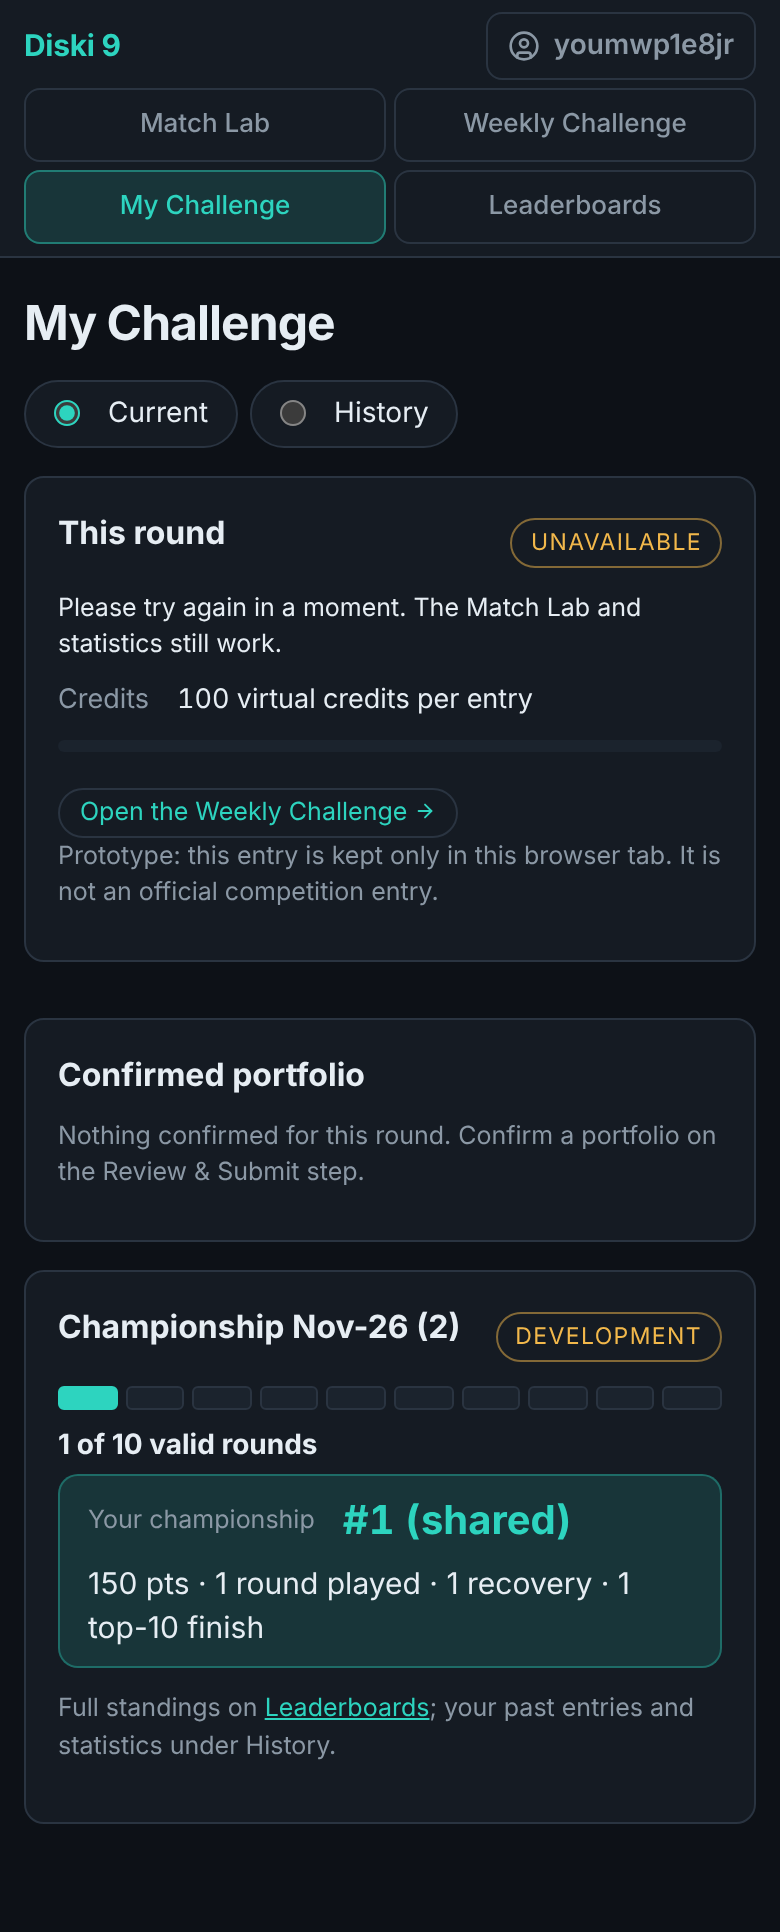 Diski 9
youmwp1e8jr
Match Lab
Weekly Challenge
My Challenge
Leaderboards
My Challenge
Current
History
This round
UNAVAILABLE
Please try again in a moment. The Match Lab and
statistics still work.
Credits 100 virtual credits per entry
Open the Weekly Challenge →
Prototype: this entry is kept only in this browser tab. It is
not an official competition entry.
Confirmed portfolio
Nothing confirmed for this round. Confirm a portfolio on
the Review & Submit step.
Championship Nov-26 (2)
DEVELOPMENT
1 of 10 valid rounds
Your championship #1 (shared)
150 pts · 1 round played · 1 recovery · 1
top-10 finish
Full standings on Leaderboards; your past entries and
statistics under History.